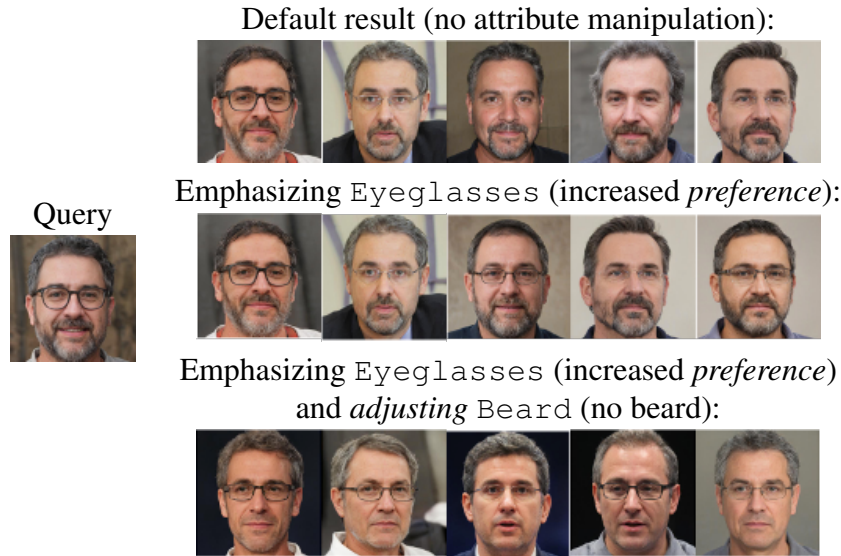 Default result (no attribute manipulation):
Emphasizing Eyeglasses (increased preference):
Query
Emphasizing Eyeglasses (increased preference)
and adjusting Beard (no beard):